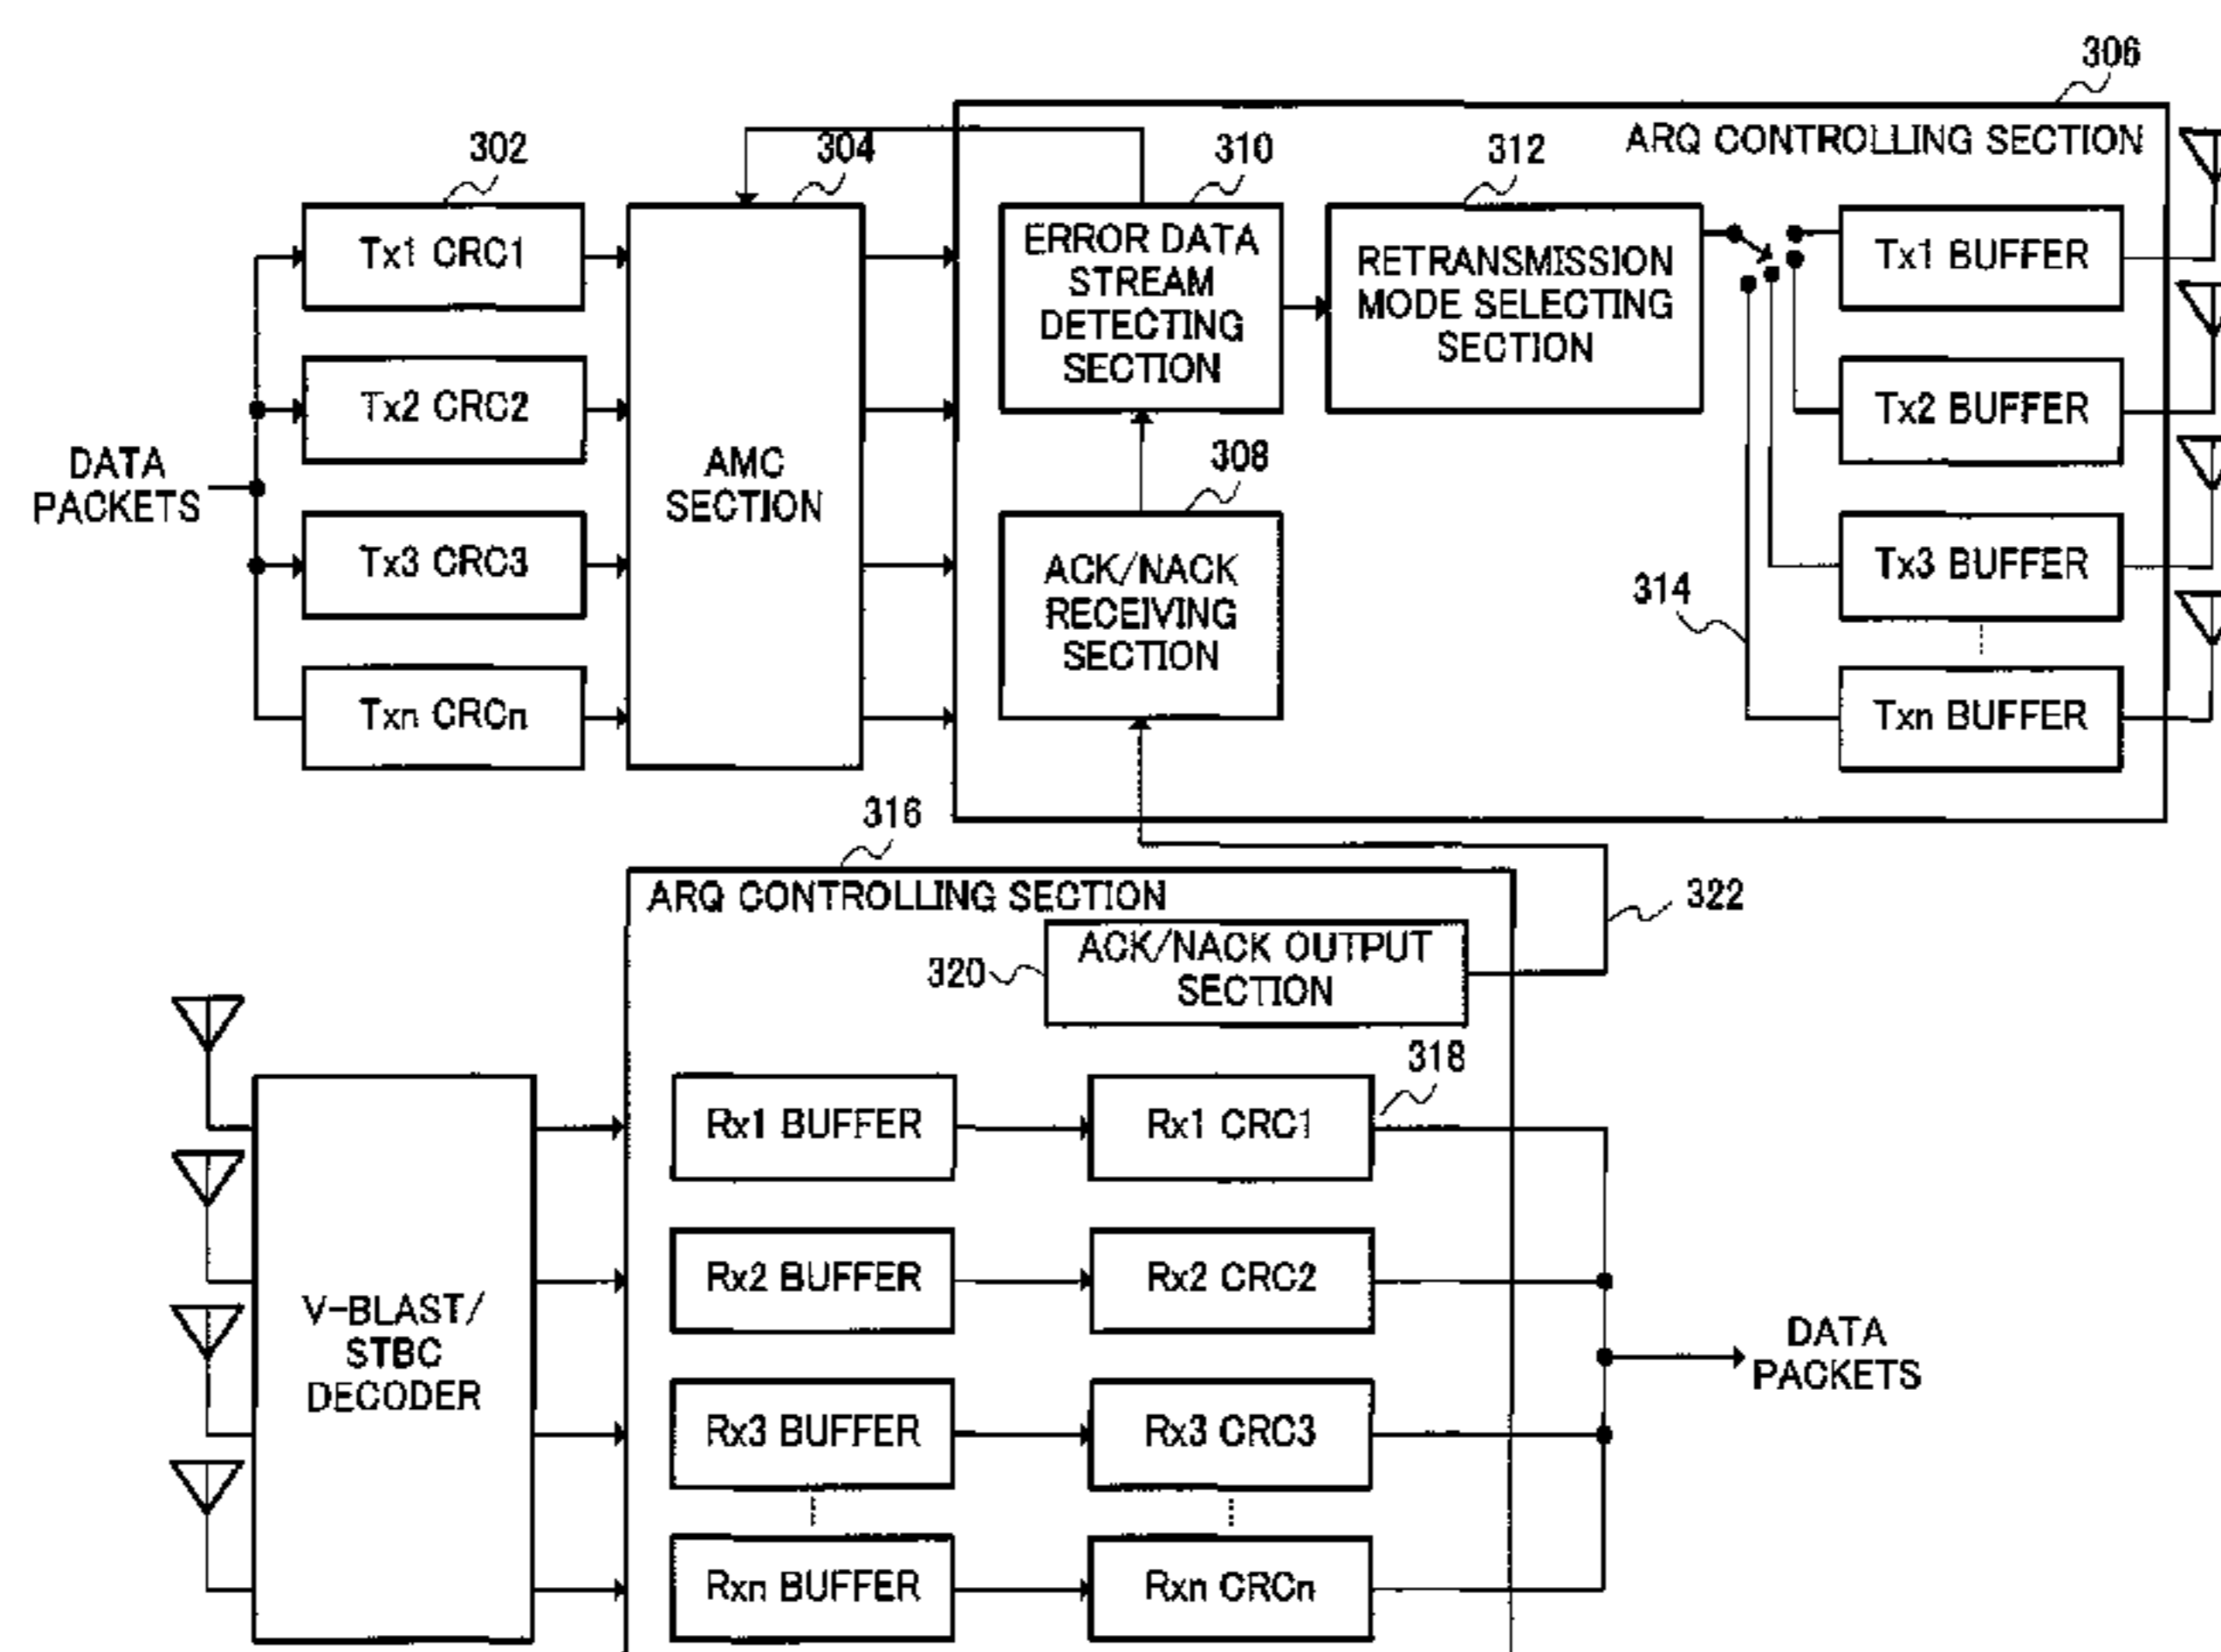 306
302
304
310
312
ARQ CONTROLLING SECTION
Tx1 CRC1
ERROR DATA
STREAM
DETECTING
SECTION
RETRANSMISSION
MODE SELECTING
SECTION
Tx1 BUFFER
Tx2 CRC2
Tx2 BUFFER
DATA
PACKETS
AMC
SECTION
308
Tx3 CRC3
ACK/NACK
RECEIVING
SECTION
314
Tx3 BUFFER
Txn CRCn
Txn BUFFER
316
ARQ CONTROLLING SECTION
322
320
ACK/NACK OUTPUT
SECTION
318
Rx1 BUFFER
Rx1 CRC1
Rx2 BUFFER
Rx2 CRC2
V-BLAST/
STBC
DECODER
DATA
PACKETS
Rx3 BUFFER
Rx3 CRC3
Rxn BUFFER
Rxn CRCn